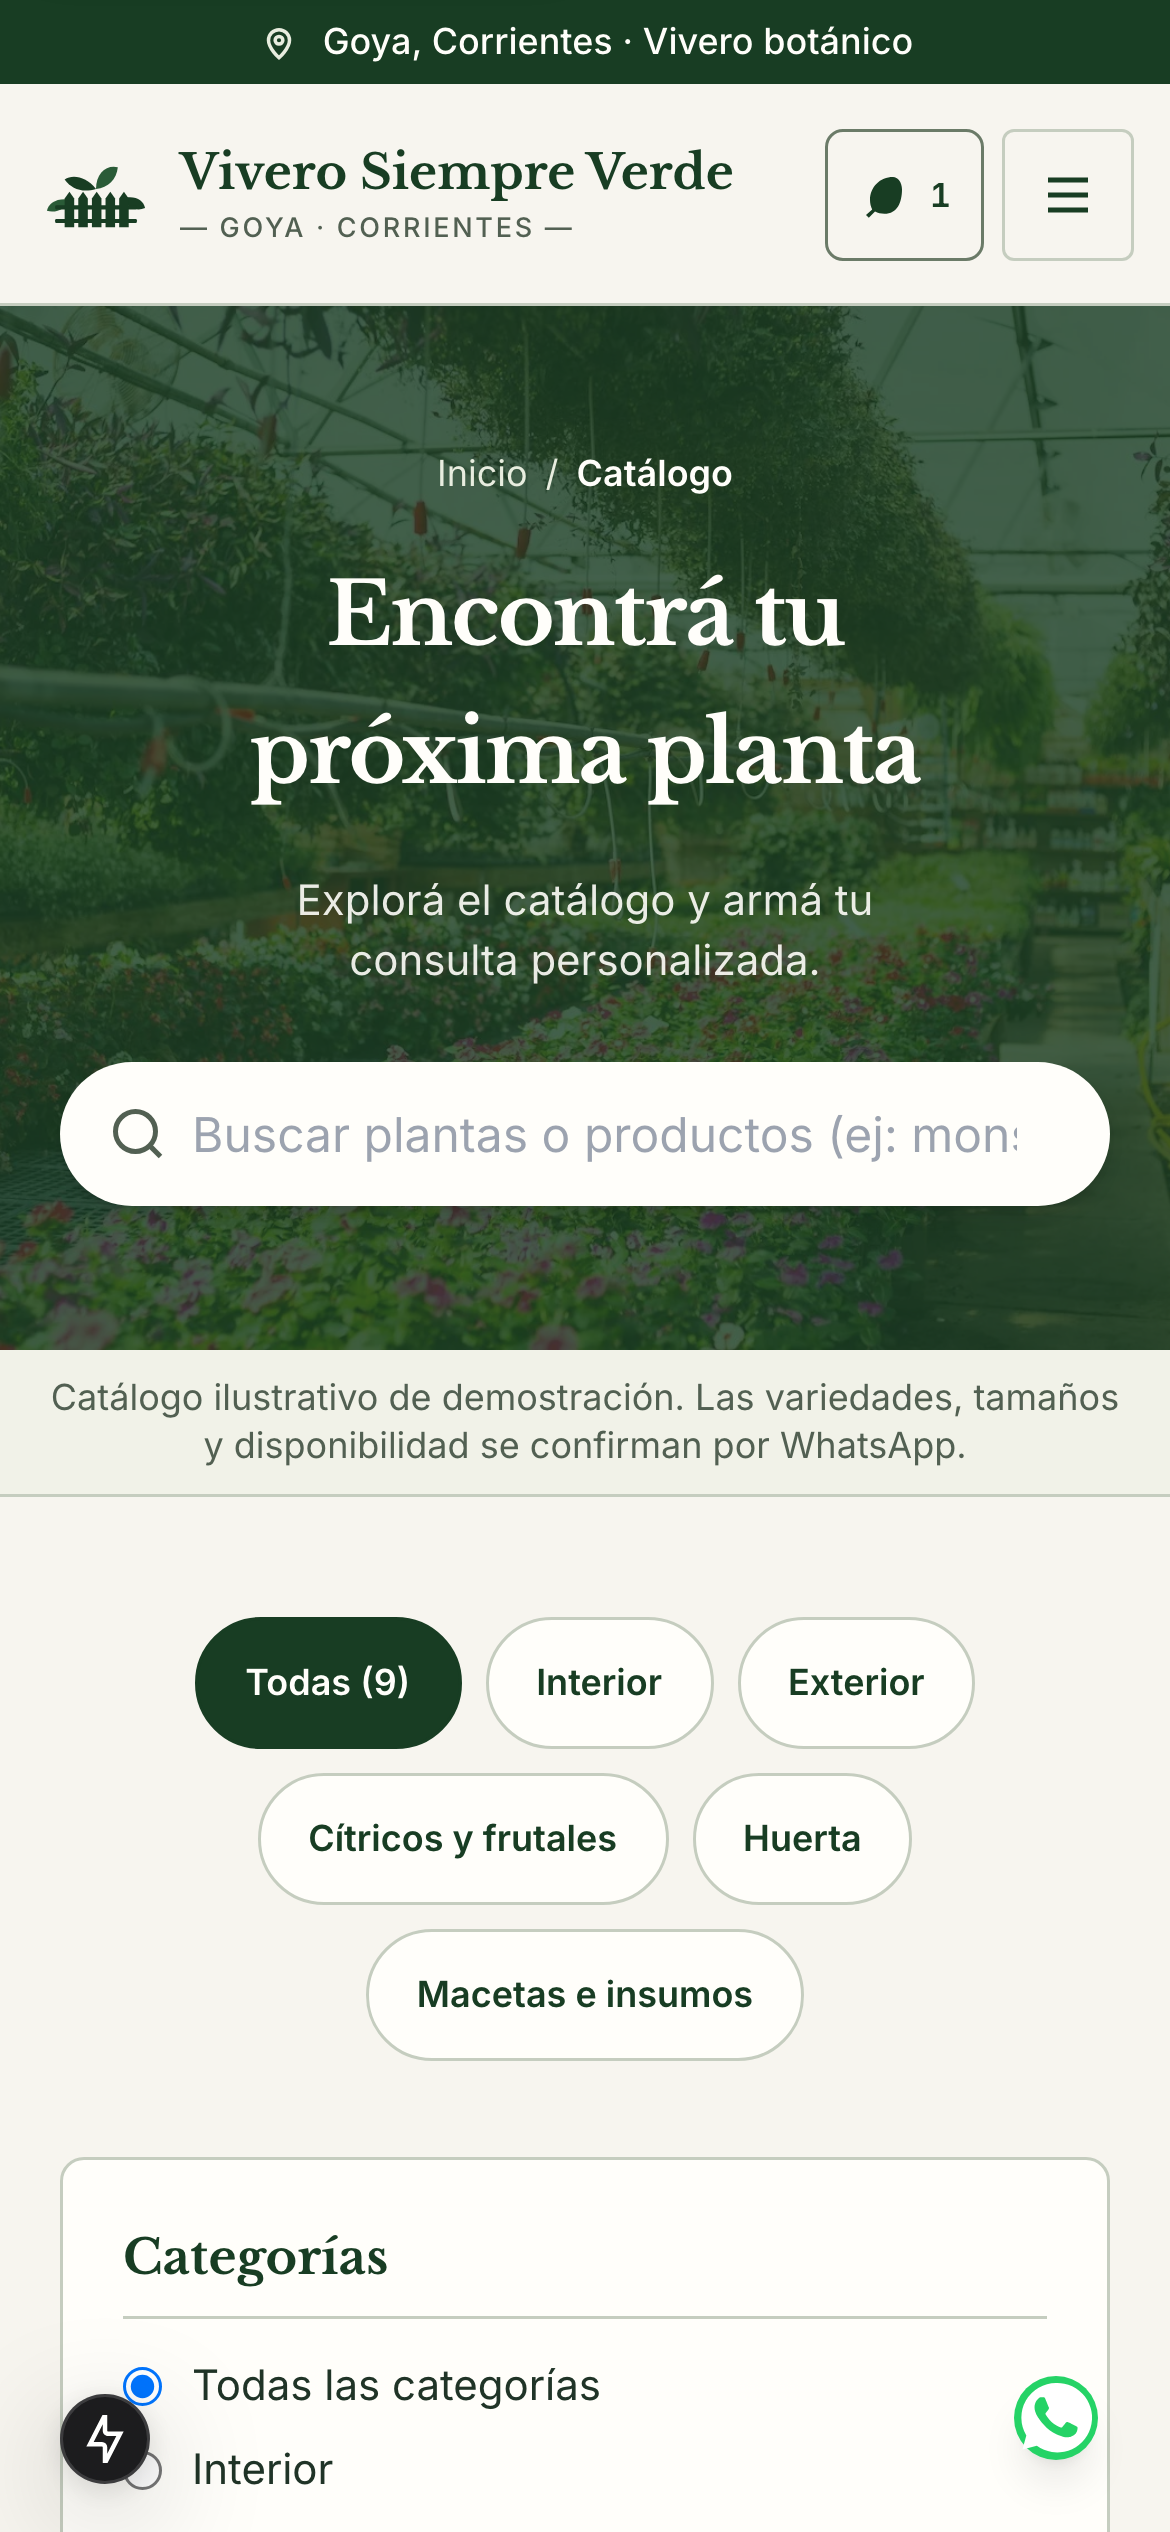 Goya, Corrientes · Vivero botánico
Vivero Siempre Verde
— GOYA · CORRIENTES —
1
Inicio / Catálogo
Encontrá tu
próxima planta
Explorá el catálogo y armá tu
consulta personalizada.
Buscar plantas o productos (ej: mons
Catálogo ilustrativo de demostración. Las variedades, tamaños
y disponibilidad se confirman por WhatsApp.
Todas (9)
Interior
Exterior
Cítricos y frutales
Huerta
Macetas e insumos
Categorías
Todas las categorías
Interior